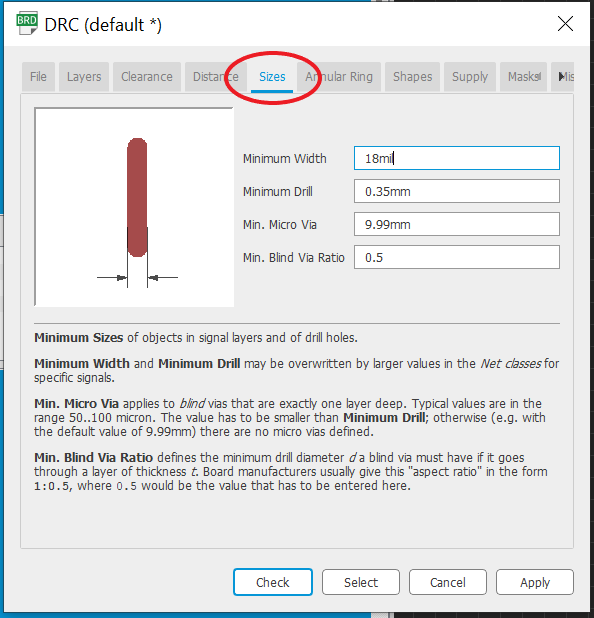 BRD DRC (default *)
File Layers Clearance Distance Sizes Annular Ring Shapes Supply Masks Mis
Minimum Width 18mil
Minimum Drill 0.35mm
Min. Micro Via 9.99mm
Min. Blind Via Ratio 0.5
Minimum Sizes of objects in signal layers and of drill holes.
Minimum Width and Minimum Drill may be overwritten by larger values in the Net classes for
specific signals.
Min. Micro Via applies to blind vias that are exactly one layer deep. Typical values are in the
range 50..100 micron. The value has to be smaller than Minimum Drill; otherwise (e.g. with
the default value of 9.99mm) there are no micro vias defined.
Min. Blind Via Ratio defines the minimum drill diameter d a blind via must have if it goes
through a layer of thickness t. Board manufacturers usually give this "aspect ratio" in the form
1:0.5, where 0.5 would be the value that has to be entered here.
Check Select Cancel Apply